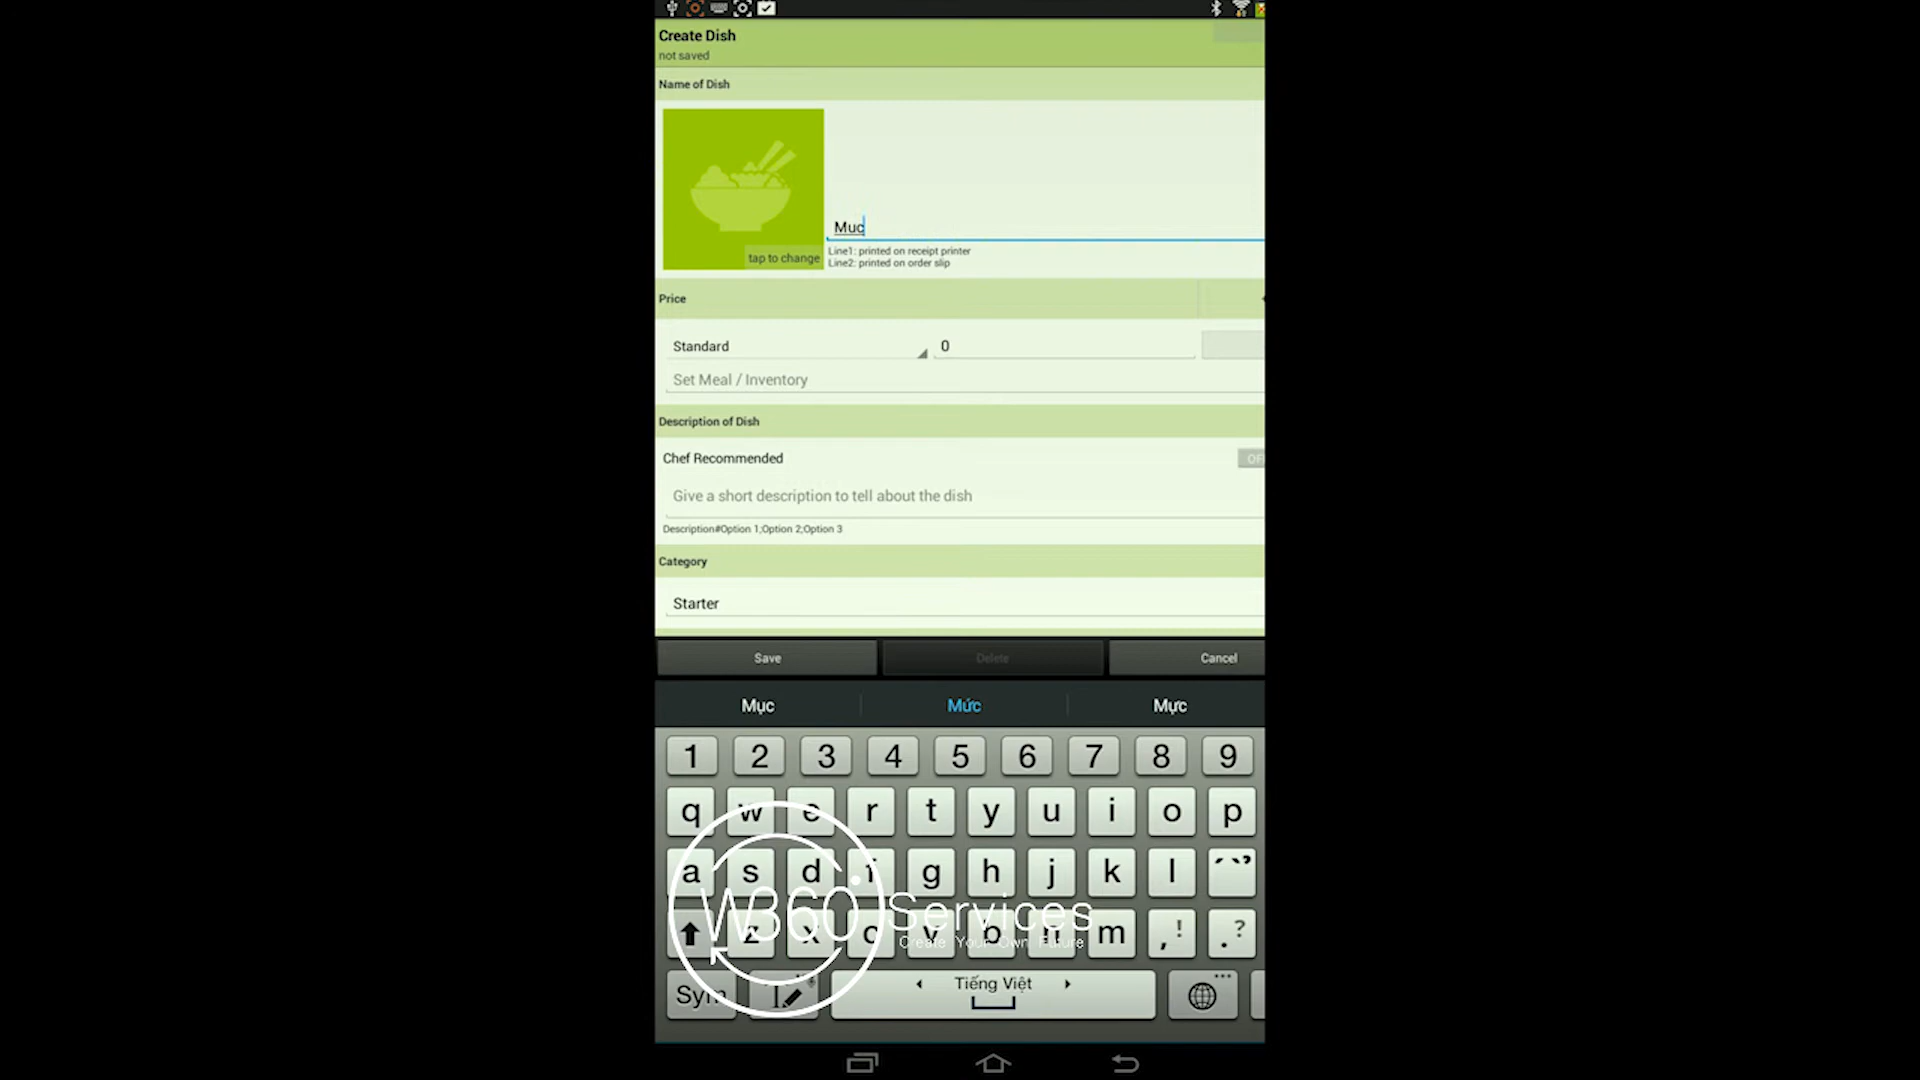 Create Dish
not saved
Name of Dish
Muc
tap to change
Line1: printed on receipt printer
Line2: printed on order slip
Price
Standard
0
Set Meal / Inventory
Description of Dish
Chef Recommended
Give a short description to tell about the dish
Description#Option 1;Option 2;Option 3
Category
Starter
Save
Delete
Cancel
Mục
Mức
Mực
1 2 3 4 5 6 7 8 9
q w e r t y u i o p
a s d f g h j k l
z x c v b n m , ! . ?
W360 Services
Create Your Own Future
Sym
Tiếng Việt